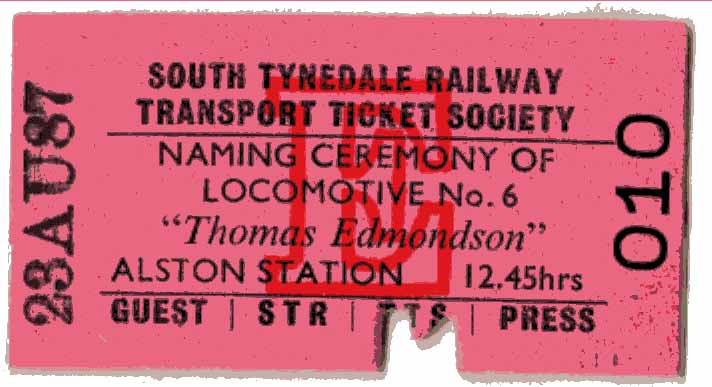 SOUTH TYNEDALE RAILWAY
TRANSPORT TICKET SOCIETY
NAMING CEREMONY OF
LOCOMOTIVE No. 6
“Thomas Edmondson”
ALSTON STATION 12.45hrs
GUEST | STR | TTS | PRESS
23AU87
010